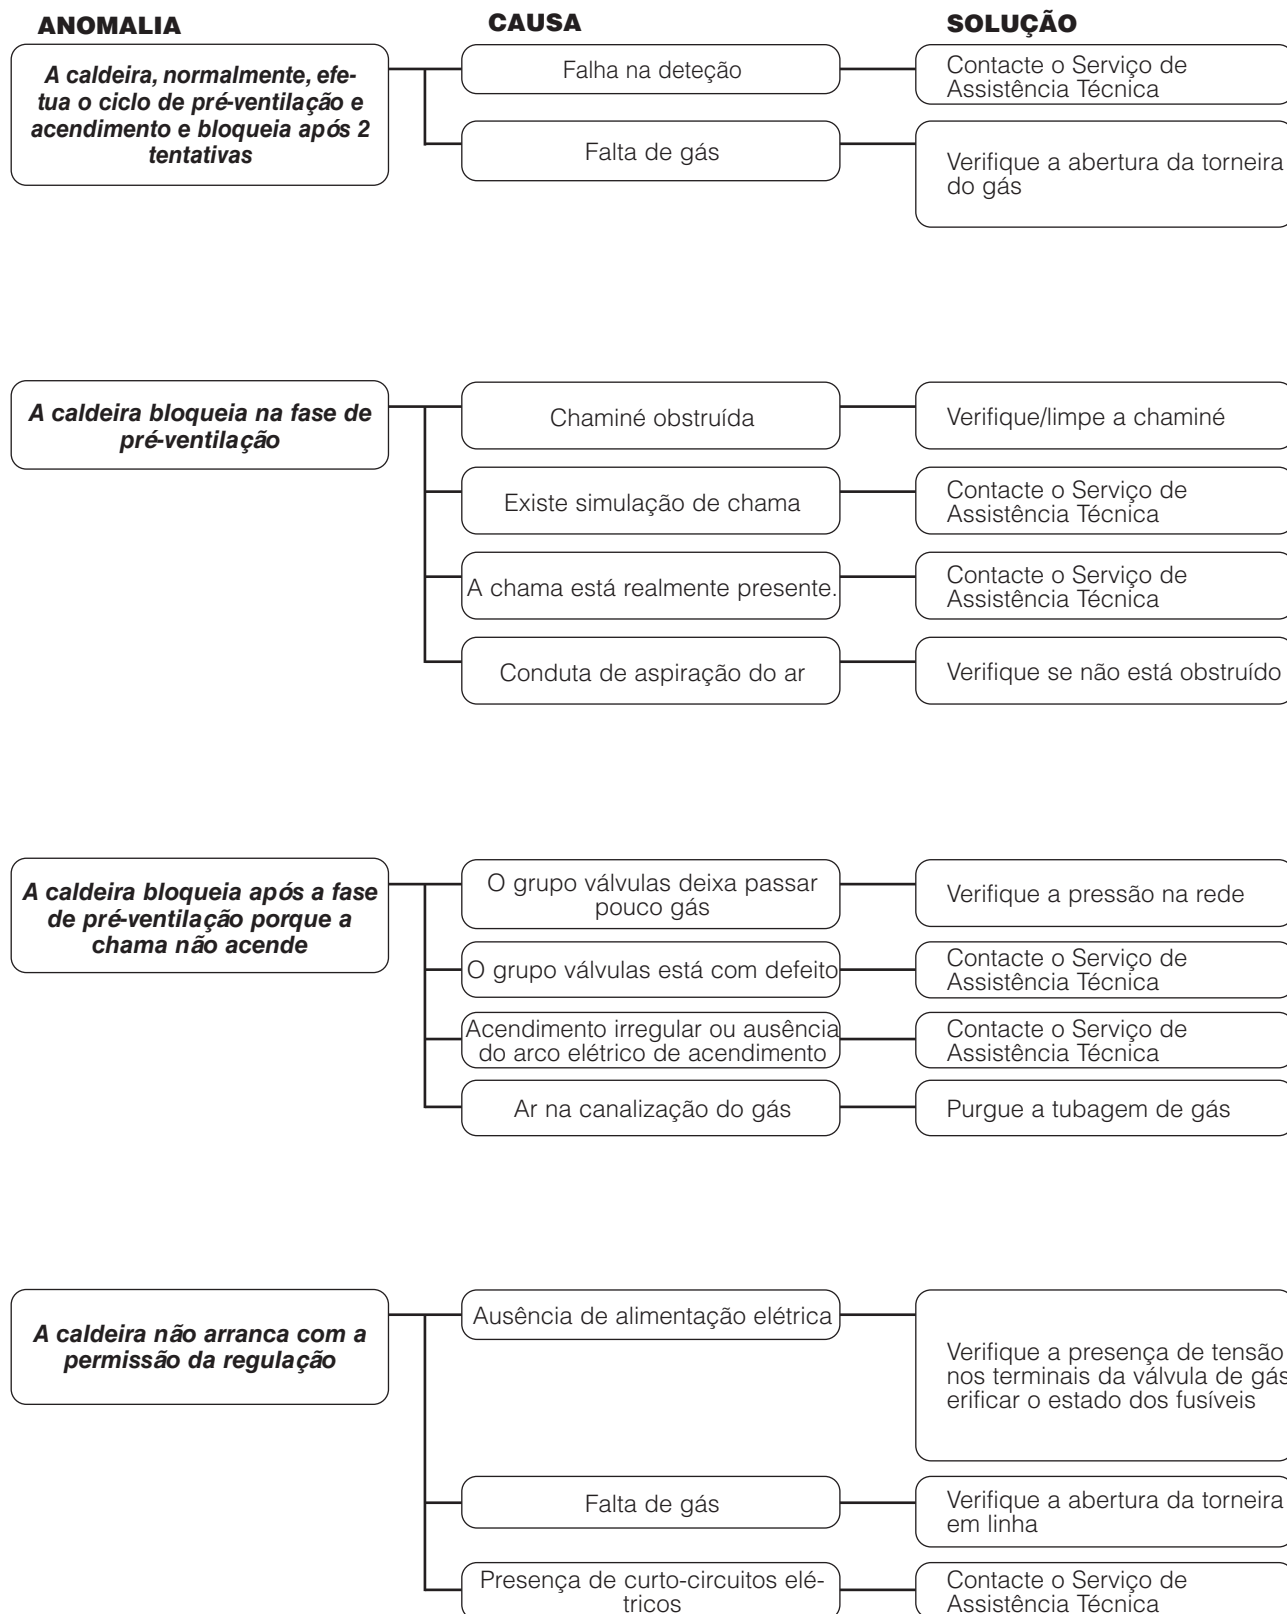 ANOMALIA
CAUSA
SOLUÇÃO
A caldeira, normalmente, efe-
tua o ciclo de pré-ventilação e
acendimento e bloqueia após 2
tentativas
Falha na deteção
Contacte o Serviço de
Assistência Técnica
Falta de gás
Verifique a abertura da torneira
do gás
A caldeira bloqueia na fase de
pré-ventilação
Chaminé obstruída
Verifique/limpe a chaminé
Existe simulação de chama
Contacte o Serviço de
Assistência Técnica
A chama está realmente presente.
Contacte o Serviço de
Assistência Técnica
Conduta de aspiração do ar
Verifique se não está obstruído
A caldeira bloqueia após a fase
de pré-ventilação porque a
chama não acende
O grupo válvulas deixa passar
pouco gás
Verifique a pressão na rede
O grupo válvulas está com defeito
Contacte o Serviço de
Assistência Técnica
Acendimento irregular ou ausência
do arco elétrico de acendimento
Contacte o Serviço de
Assistência Técnica
Ar na canalização do gás
Purgue a tubagem de gás
A caldeira não arranca com a
permissão da regulação
Ausência de alimentação elétrica
Verifique a presença de tensão
nos terminais da válvula de gás
erificar o estado dos fusíveis
Falta de gás
Verifique a abertura da torneira
em linha
Presença de curto-circuitos elé-
tricos
Contacte o Serviço de
Assistência Técnica